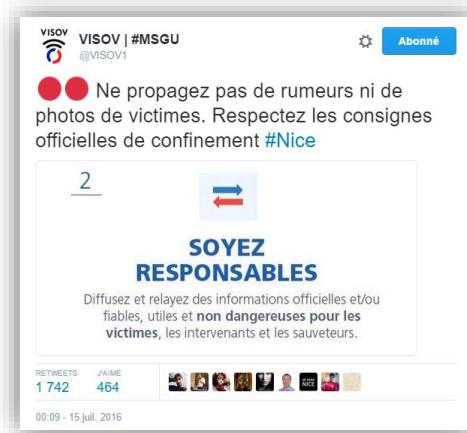 VISOV
VISOV | #MSGU
@VISOV1
Abonné
Ne propagez pas de rumeurs ni de
photos de victimes. Respectez les consignes
officielles de confinement #Nice
2
SOYEZ
RESPONSABLES
Diffusez et relayez des informations officielles et/ou
fiables, utiles et non dangereuses pour les
victimes, les intervenants et les sauveteurs.
RETWEETS J'AIME
1 742 464
00:09 - 15 juil. 2016